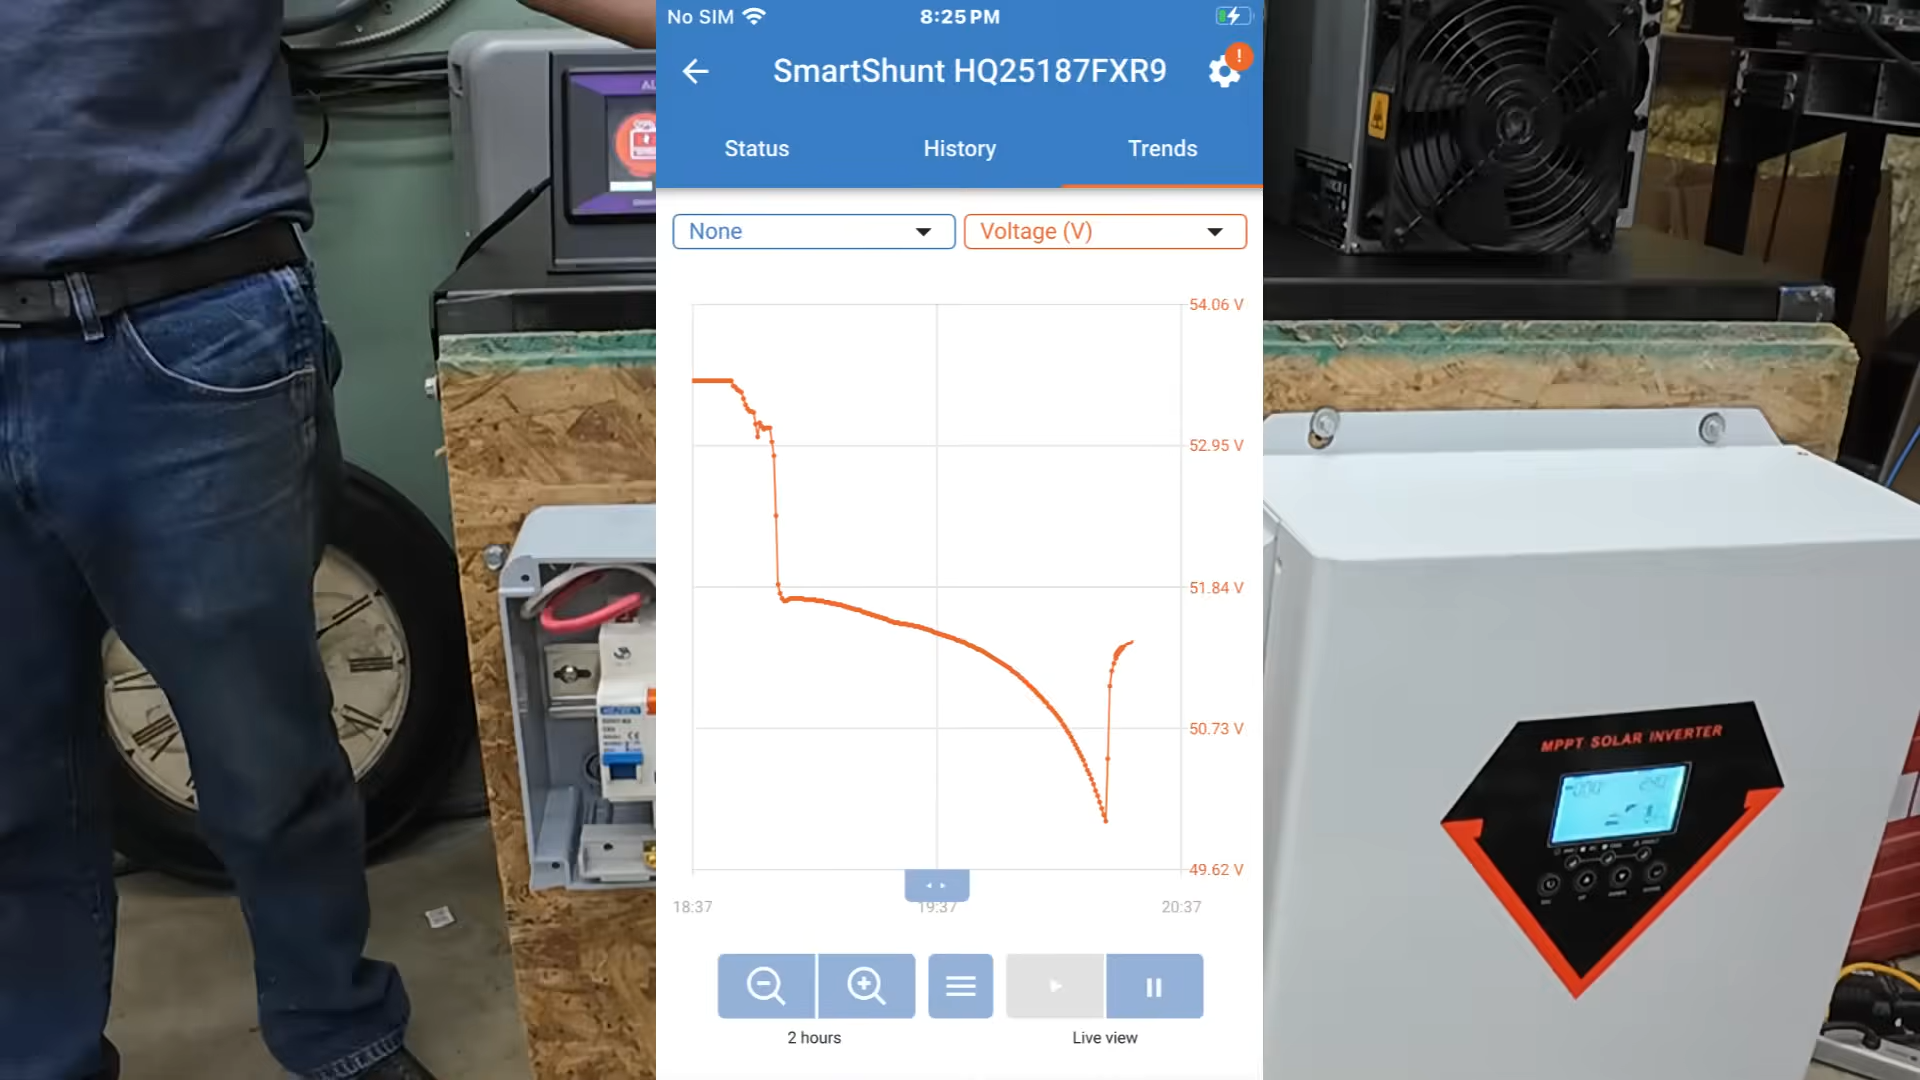 No SIM
8:25 PM
SmartShunt HQ25187FXR9
!
Status
History
Trends
None
Voltage (V)
54.06 V
52.95 V
51.84 V
50.73 V
49.62 V
18:37
19:37
20:37
2 hours
Live view
AL
MPPT SOLAR INVERTER